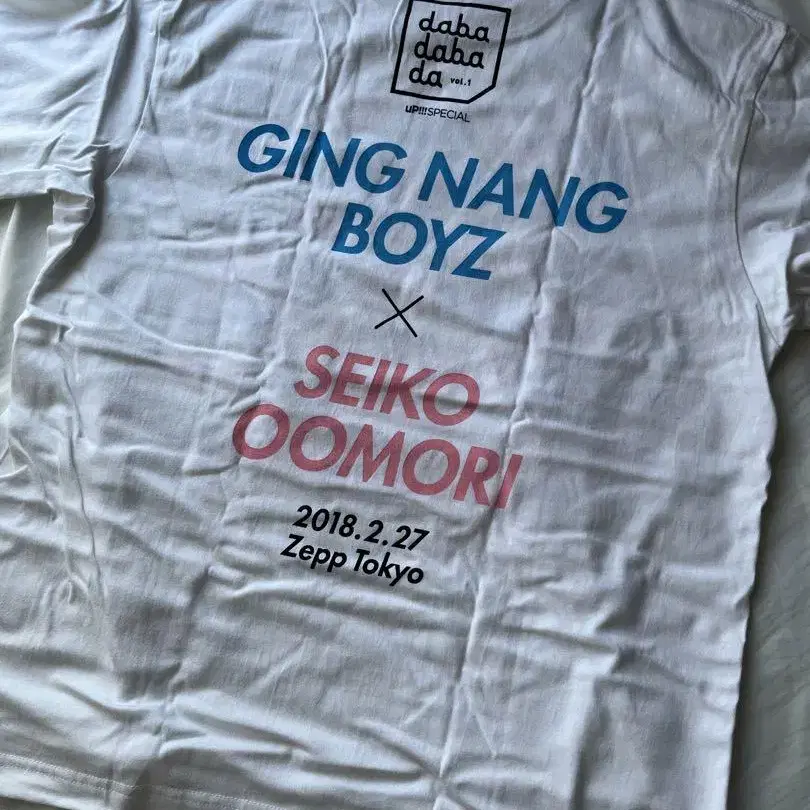 daba
daba
da vol.1
uP!!!SPECIAL
GING NANG
BOYZ
×
SEIKO
OOMORI
2018.2.27
Zepp Tokyo